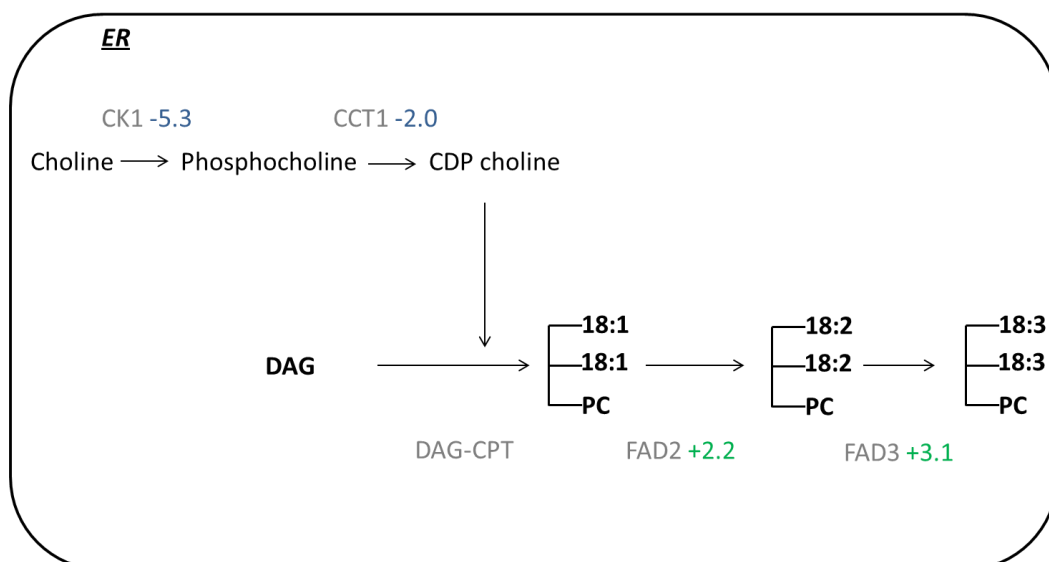 ER
CK1 -5.3 CCT1 -2.0
Choline Phosphocholine CDP choline
18:1 18:2 18:3
DAG 18:1 18:2 18:3
PC PC PC
DAG-CPT FAD2 +2.2 FAD3 +3.1